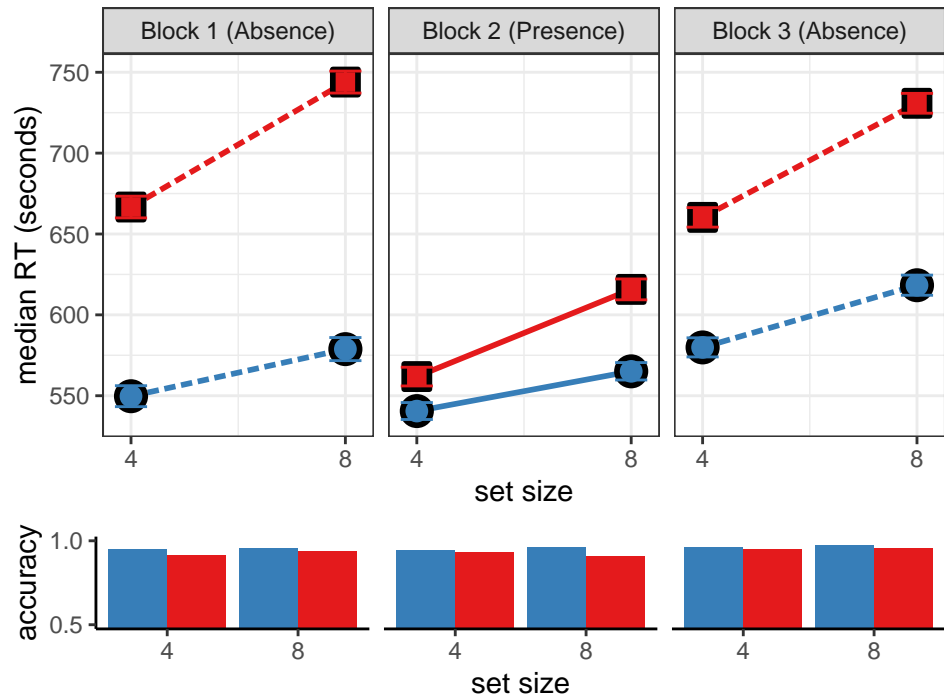 Block 1 (Absence) Block 2 (Presence) Block 3 (Absence)
median RT (seconds)
750
700
650
600
550
4 8 4 8 4 8
set size
accuracy
1.0
0.5
4 8 4 8 4 8
set size